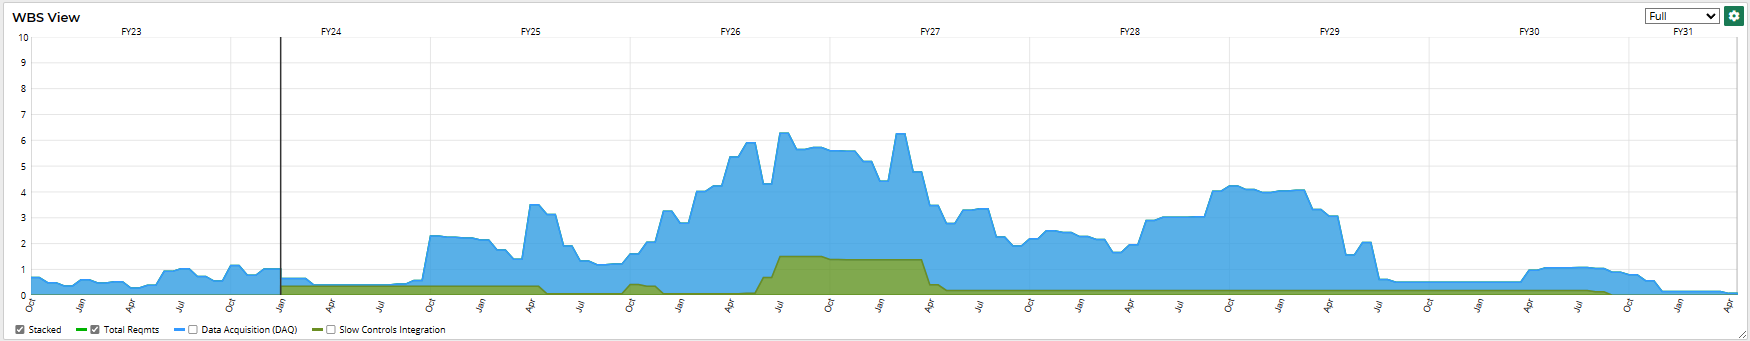 WBS View
Full
FY23 FY24 FY25 FY26 FY27 FY28 FY29 FY30 FY31
10
9
8
7
6
5
4
3
2
1
0
Oct Jan Apr Jul Oct Jan Apr Jul Oct Jan Apr Jul Oct Jan Apr Jul Oct Jan Apr Jul Oct Jan Apr Jul Oct Jan Apr Jul Oct Jan Apr Jul Oct Jan Apr
Stacked Total Reqmts Data Acquisition (DAQ) Slow Controls Integration